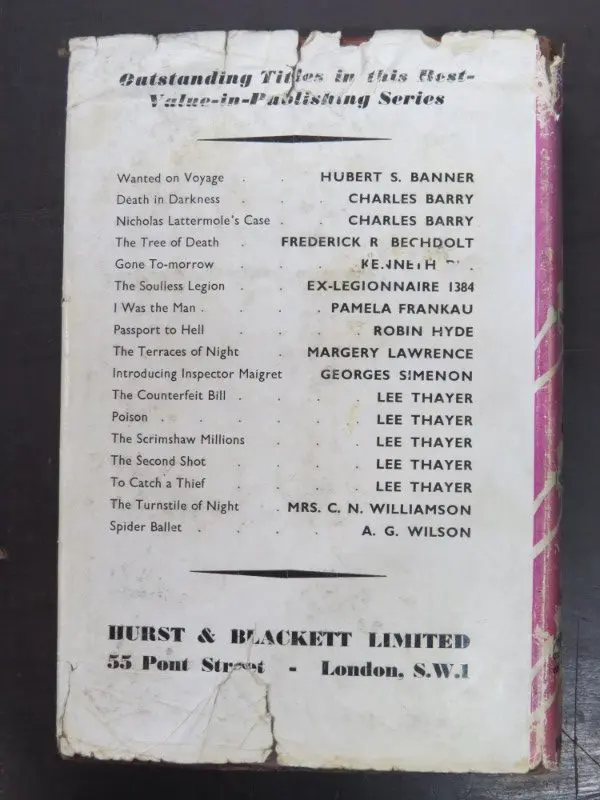 Outstanding Titles in this Best-
Value-in-Publishing Series
Wanted on Voyage . . HUBERT S. BANNER
Death in Darkness . . . CHARLES BARRY
Nicholas Lattermole's Case . . CHARLES BARRY
The Tree of Death . FREDERICK R BECHDOLT
Gone To-morrow . . . . KENNETH
The Soulless Legion . . EX-LEGIONNAIRE 1384
I Was the Man . . . . PAMELA FRANKAU
Passport to Hell . . . . ROBIN HYDE
The Terraces of Night . MARGERY LAWRENCE
Introducing Inspector Maigret GEORGES SIMENON
The Counterfeit Bill . . . . LEE THAYER
Poison . . . . . . LEE THAYER
The Scrimshaw Millions . . . LEE THAYER
The Second Shot . . . . LEE THAYER
To Catch a Thief . . . . LEE THAYER
The Turnstile of Night . MRS. C. N. WILLIAMSON
Spider Ballet . . . . A. G. WILSON
HURST & BLACKETT LIMITED
55 Pont Street - London, S.W.1